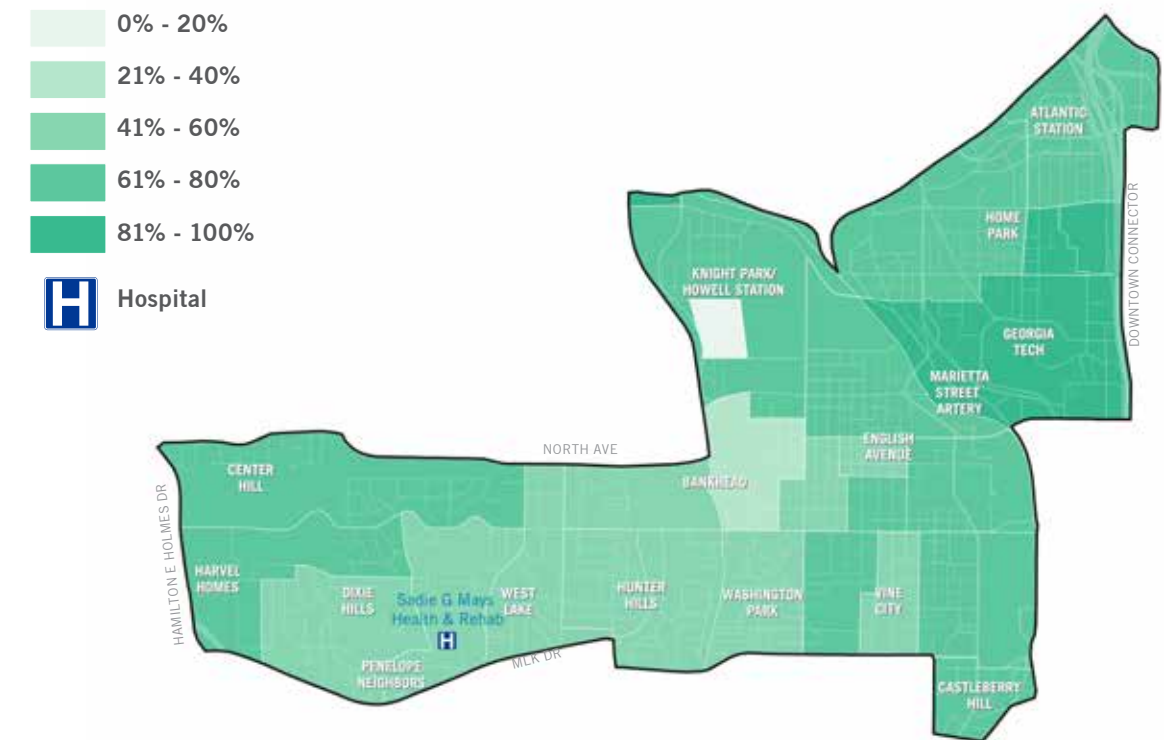 0% - 20%
21% - 40%
41% - 60%
61% - 80%
81% - 100%
H
Hospital
ATLANTIC
STATION
HOME
PARK
DOWNTOWN CONNECTOR
KNIGHT PARK/
HOWELL STATION
GEORGIA
TECH
MARIETTA
STREET
ARTERY
ENGLISH
AVENUE
NORTH AVE
BANKHEAD
CENTER
HILL
HAMILTON E HOLMES DR
HARVEL
HOMES
DIXIE
HILLS
Sadie G Mays
Health & Rehab
H
WEST
LAKE
HUNTER
HILLS
WASHINGTON
PARK
VINE
CITY
MLK DR
PENELOPE
NEIGHBORS
CASTLEBERRY
HILL